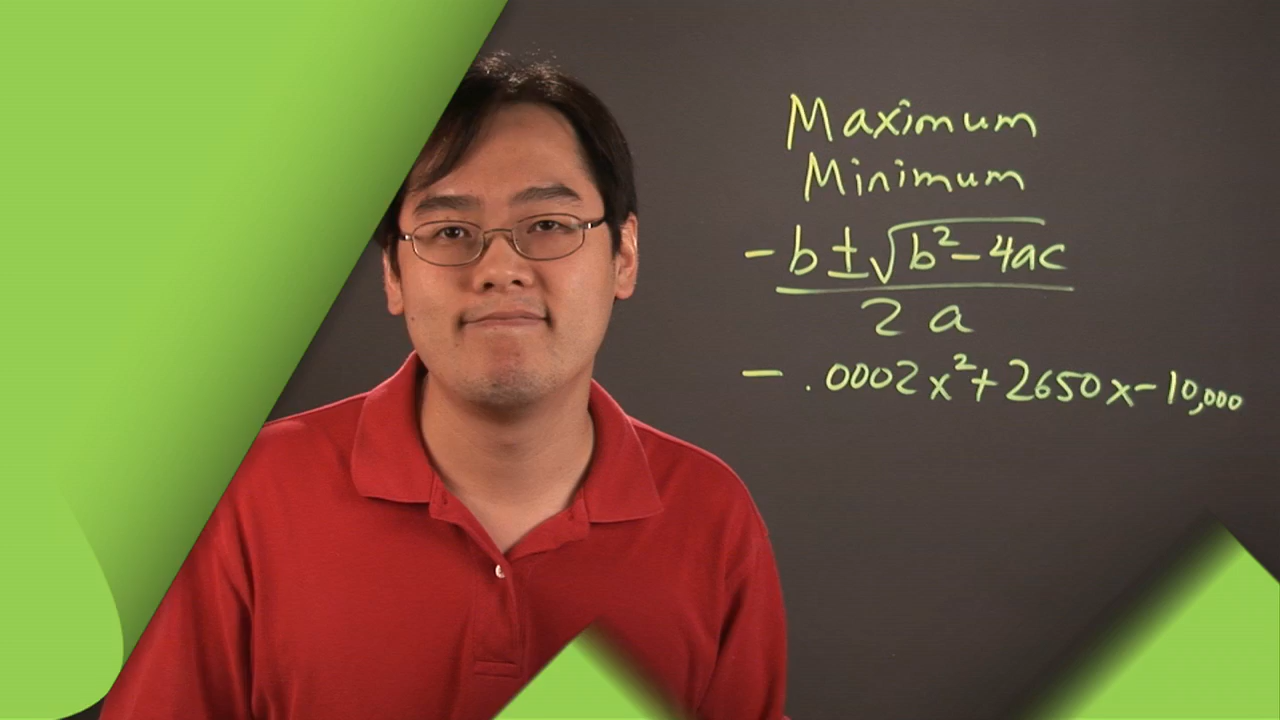 Maximum
Minimum
-b±√b²-4ac
2a
-.0002x²+2650x-10,000